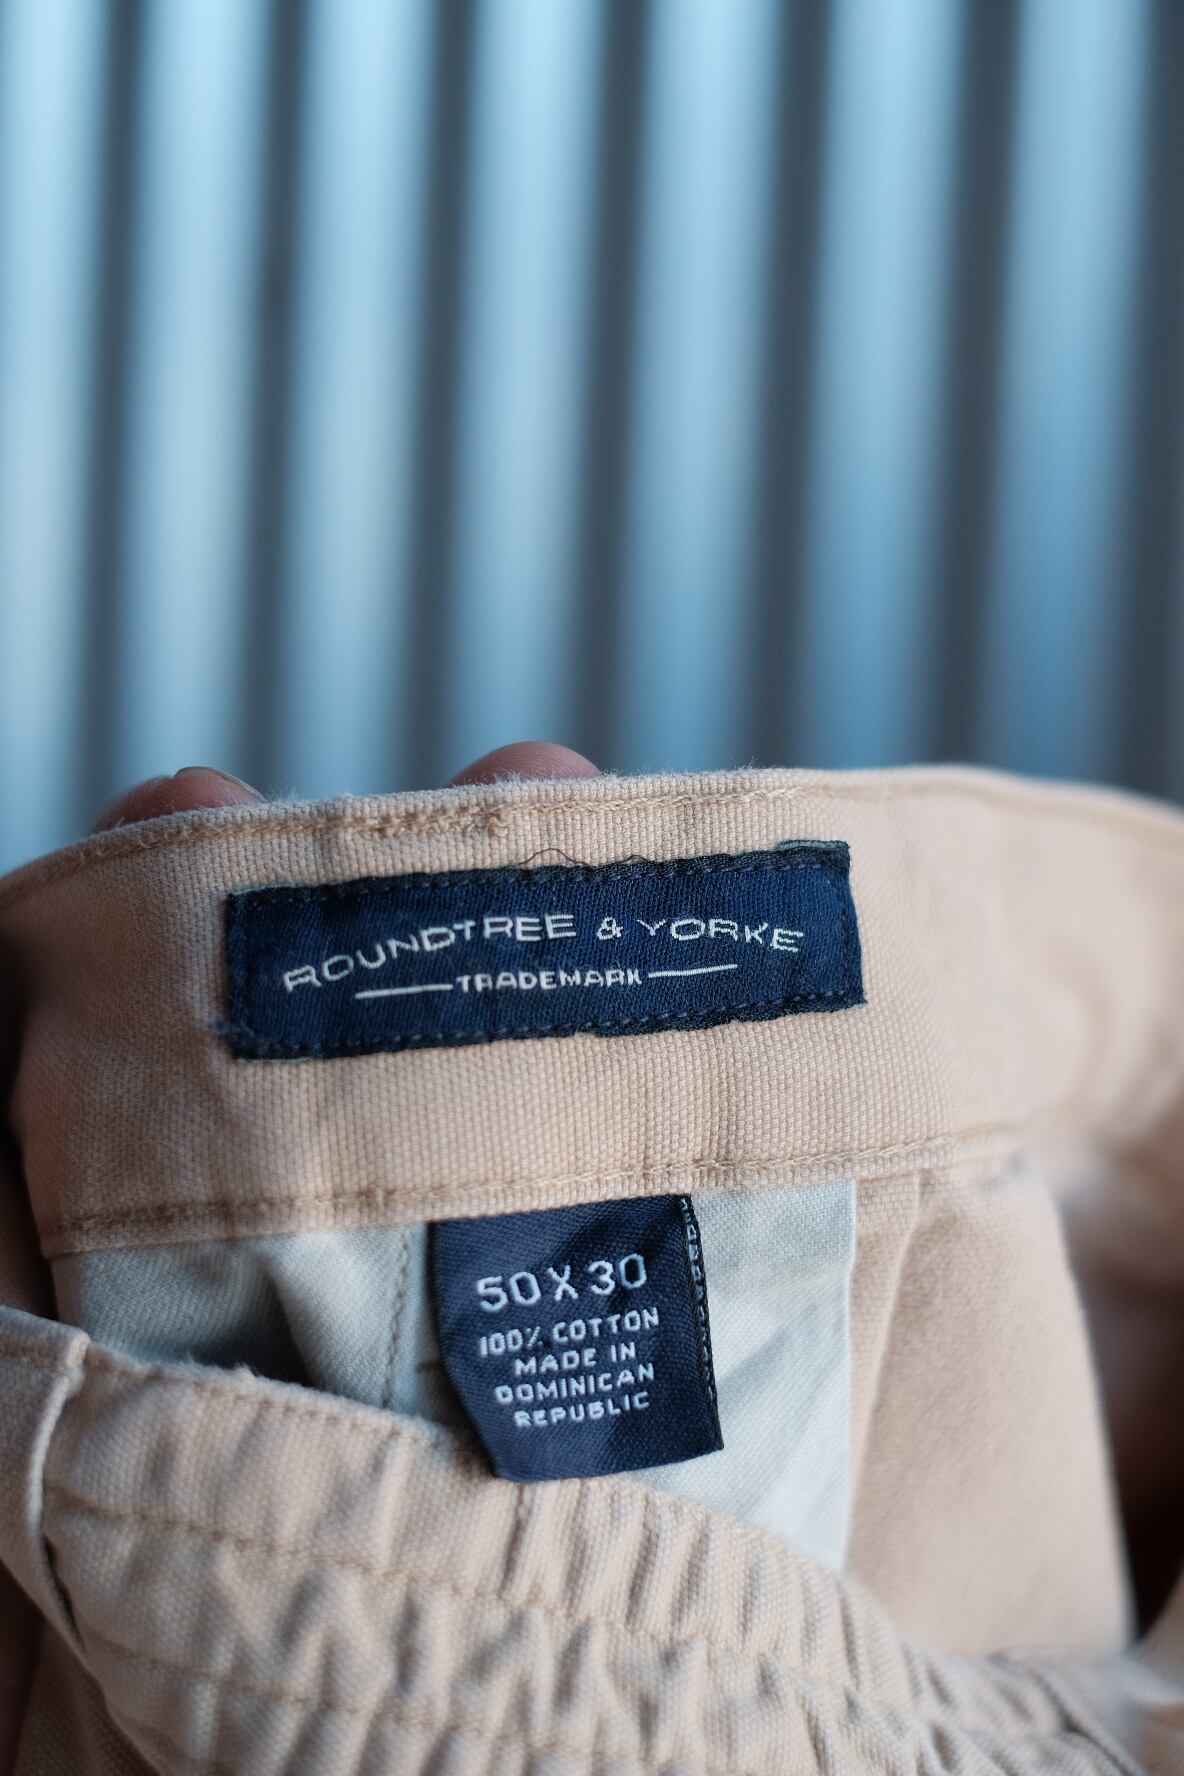 ROUNDTREE & YORKE
TRADEMARK
50 X 30
100% COTTON
MADE IN
DOMINICAN
REPUBLIC